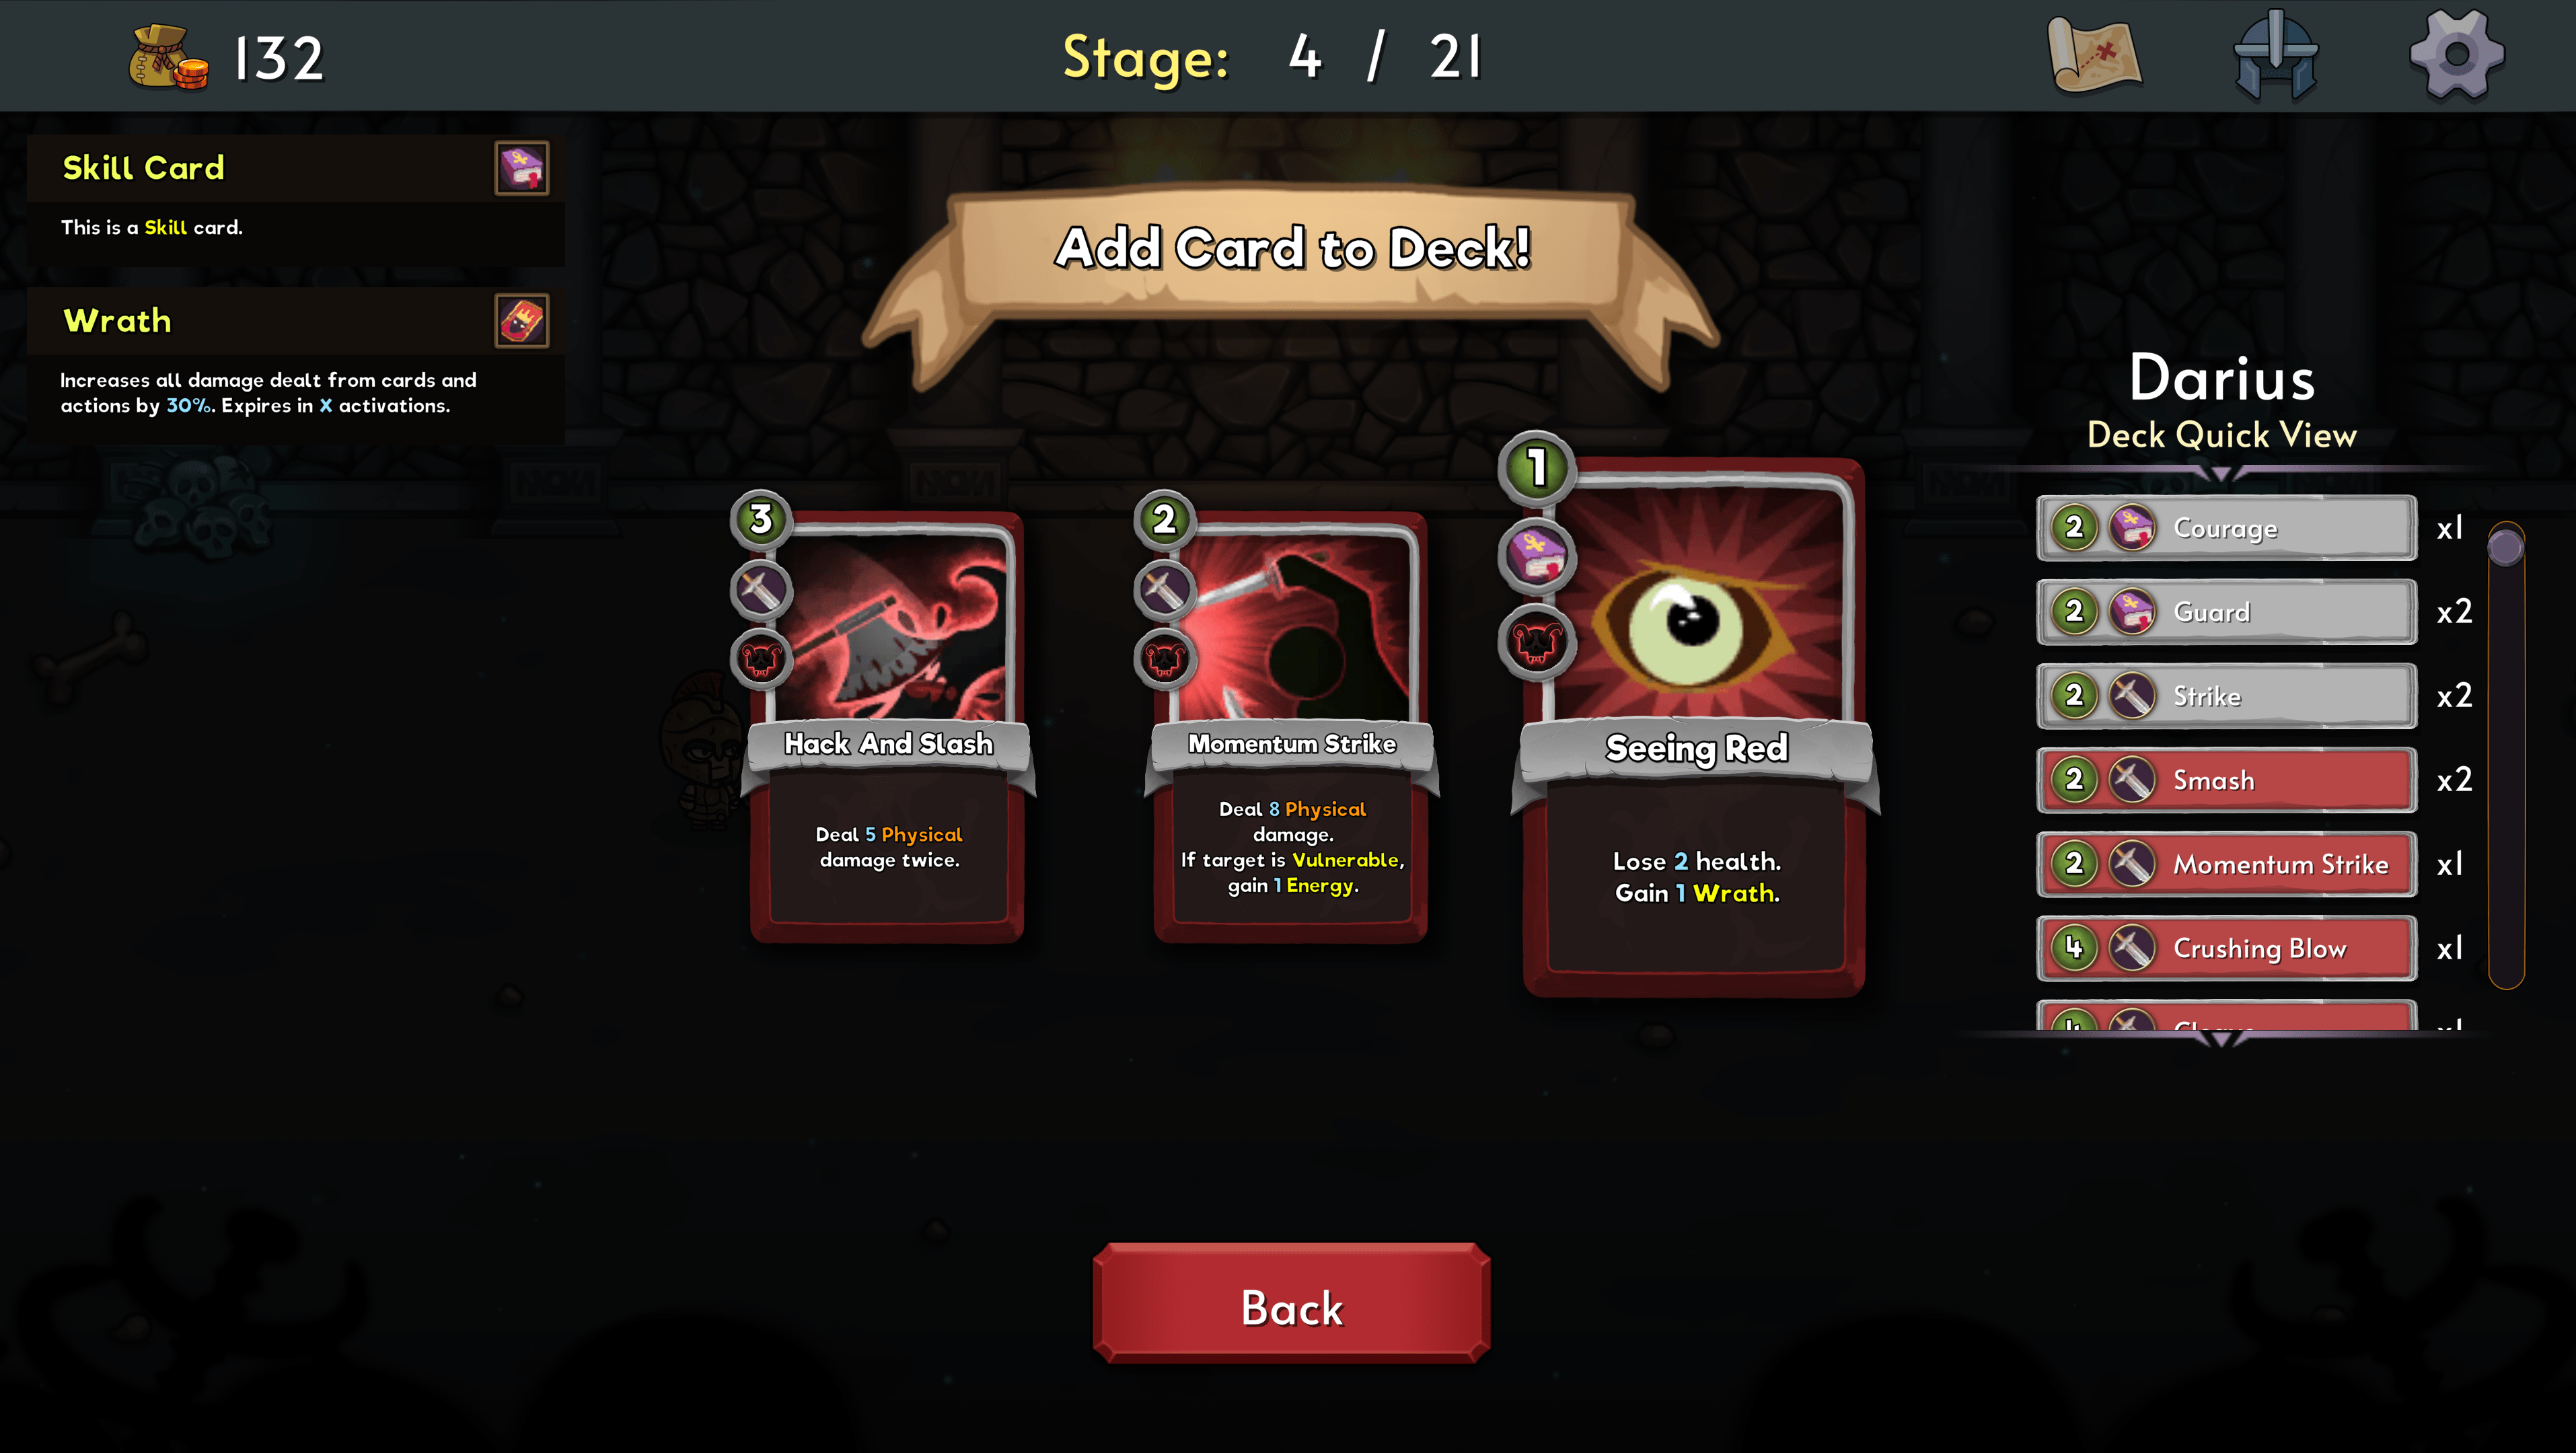 132
Stage: 4 / 21
Skill Card
This is a Skill card.
Wrath
Increases all damage dealt from cards and
actions by 30%. Expires in X activations.
Add Card to Deck!
3
Hack And Slash
Deal 5 Physical
damage twice.
2
Momentum Strike
Deal 8 Physical
damage.
If target is Vulnerable,
gain 1 Energy.
1
Seeing Red
Lose 2 health.
Gain 1 Wrath.
Darius
Deck Quick View
2 Courage x1
2 Guard x2
2 Strike x2
2 Smash x2
2 Momentum Strike x1
4 Crushing Blow x1
Back